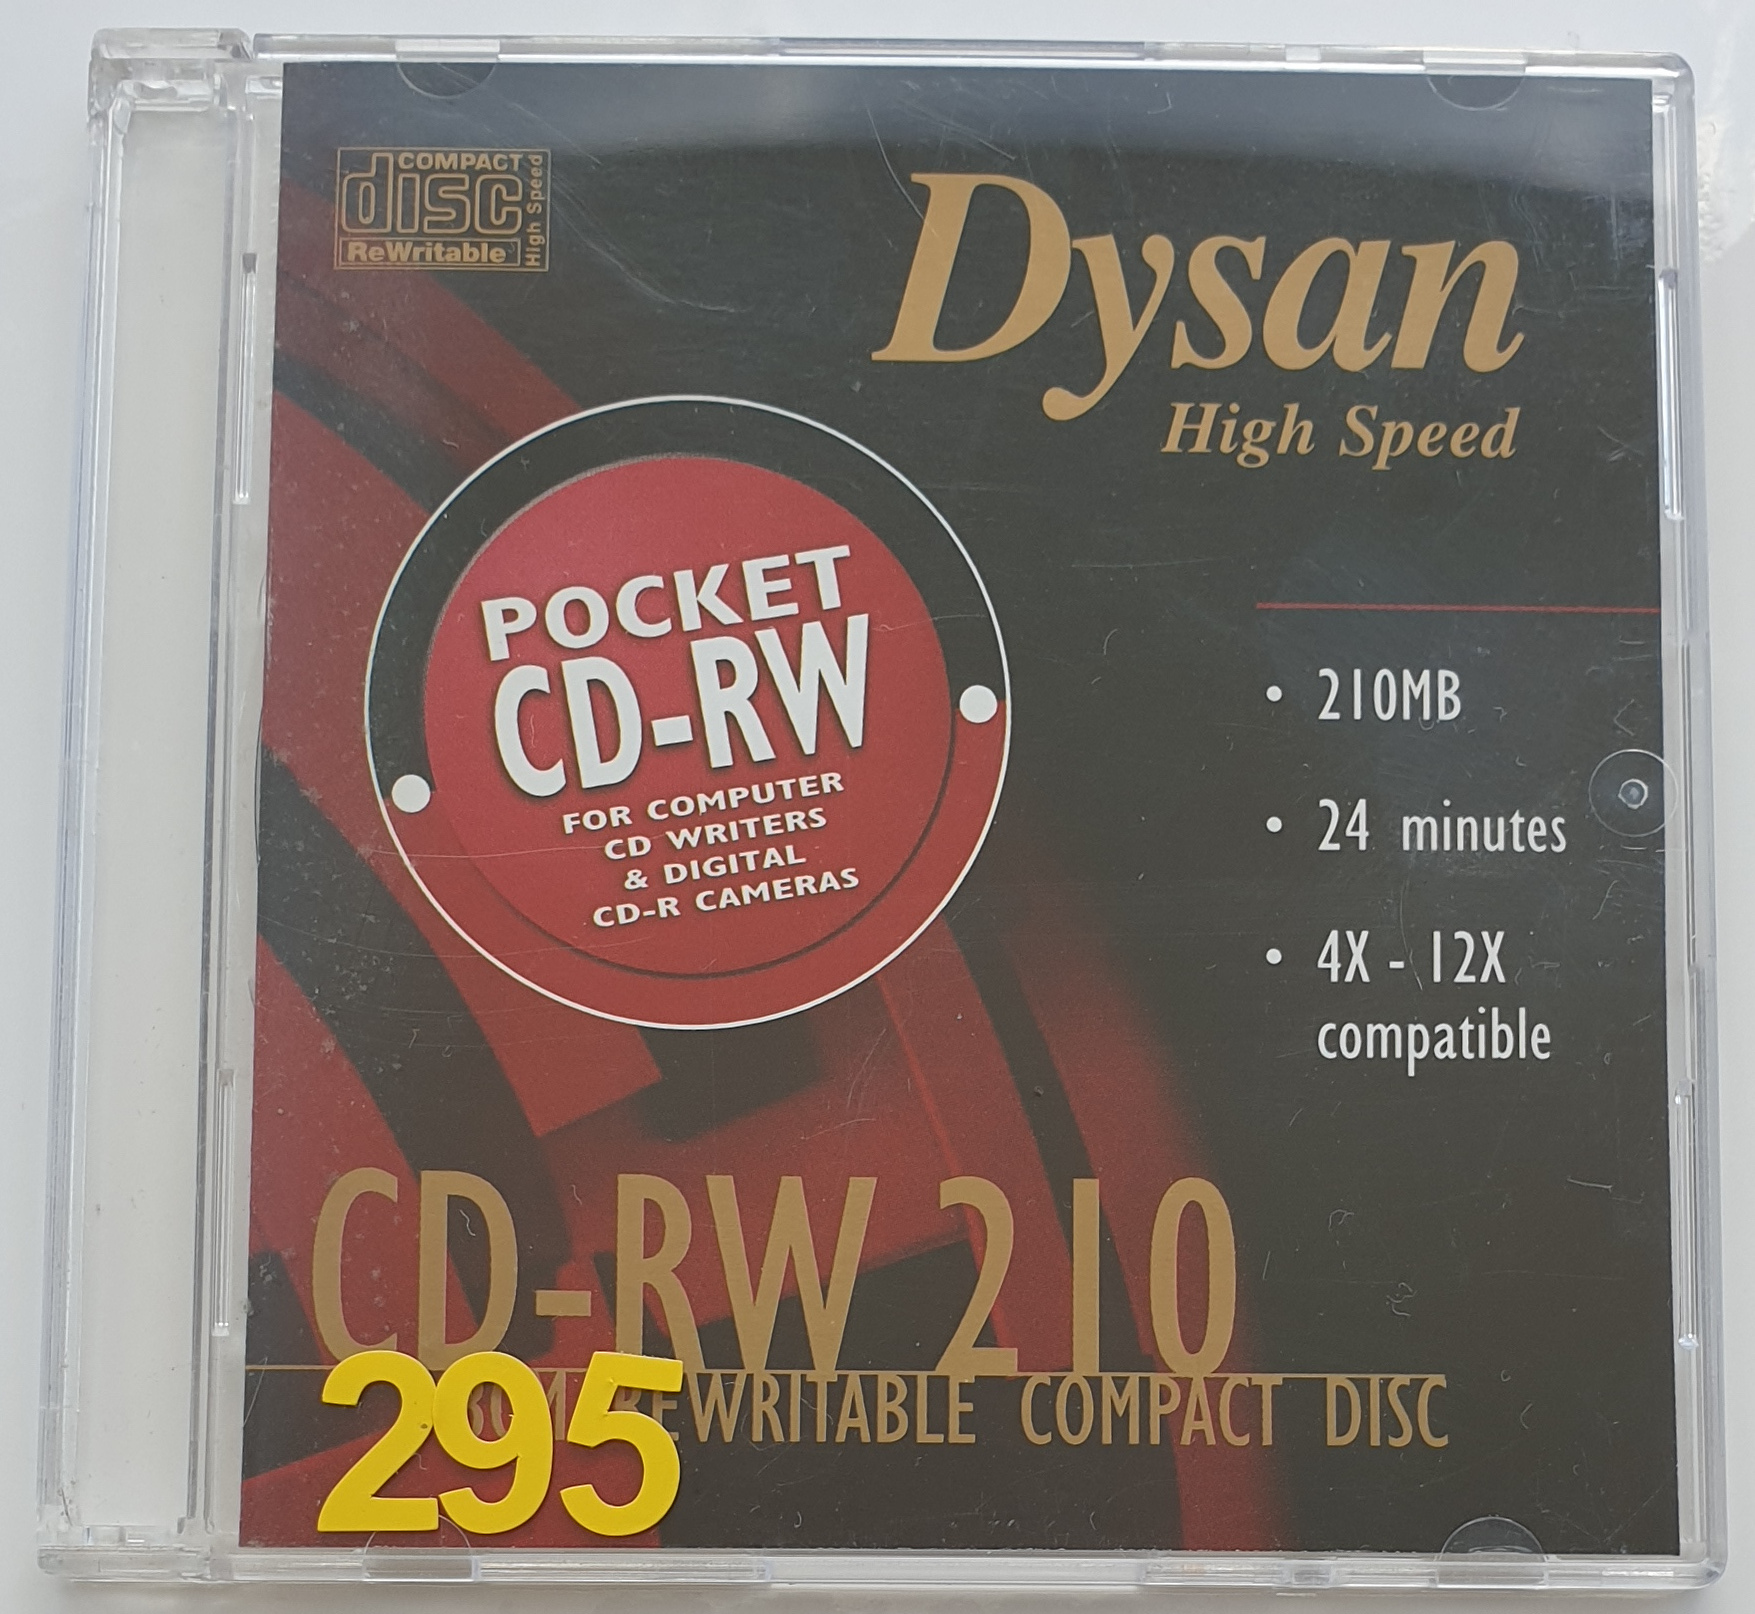 COMPACT
disc
ReWritable
High Speed
Dysan
High Speed
POCKET
CD-RW
FOR COMPUTER
CD WRITERS
& DIGITAL
CD-R CAMERAS
• 210MB
• 24 minutes
• 4X - 12X
compatible
CD-RW 210
REWRITABLE COMPACT DISC
295